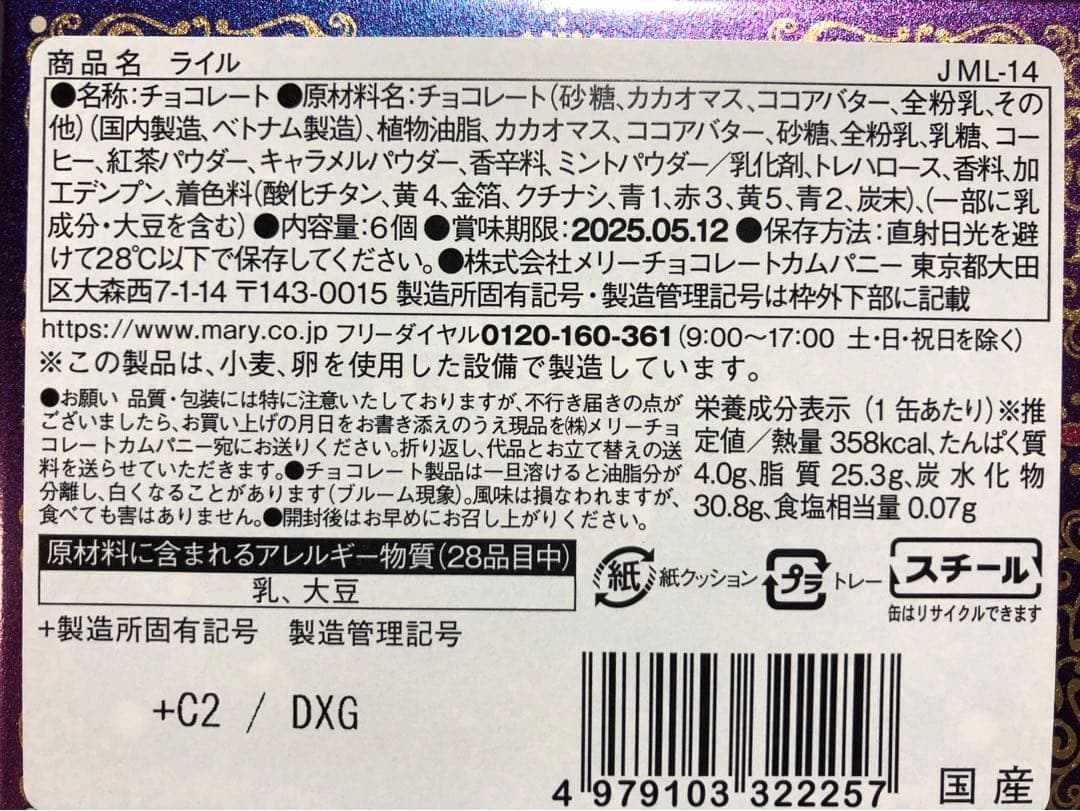 商品名 ライル JML-14
●名称:チョコレート ●原材料名:チョコレート(砂糖、カカオマス、ココアバター、全粉乳、その
他)(国内製造、ベトナム製造)、植物油脂、カカオマス、ココアバター、砂糖、全粉乳、乳糖、コー
ヒー、紅茶パウダー、キャラメルパウダー、香辛料、ミントパウダー/乳化剤、トレハロース、香料、加
工デンプン、着色料(酸化チタン、黄4、金箔、クチナシ、青1、赤3、黄5、青2、炭末)、(一部に乳
成分・大豆を含む) ●内容量:6個 ●賞味期限:2025.05.12 ●保存方法:直射日光を避
けて28℃以下で保存してください。●株式会社メリーチョコレートカムパニー 東京都大田
区大森西7-1-14 〒143-0015 製造所固有記号・製造管理記号は枠外下部に記載
https://www.mary.co.jp フリーダイヤル0120-160-361(9:00〜17:00 土・日・祝日を除く)
※この製品は、小麦、卵を使用した設備で製造しています。
●お願い 品質・包装には特に注意いたしておりますが、不行き届きの点が
ございましたら、お買い上げの月日をお書き添えのうえ現品を㈱メリーチョ
コレートカムパニー宛にお送りください。折り返し、代品とお立て替えの送
料を送らせていただきます。●チョコレート製品は一旦溶けると油脂分が
分離し、白くなることがあります(ブルーム現象)。風味は損なわれますが、
食べても害はありません。●開封後はお早めにお召し上がりください。
栄養成分表示(1缶あたり)※推
定値/熱量 358kcal、たんぱく質
4.0g、脂質 25.3g、炭水化物
30.8g、食塩相当量 0.07g
原材料に含まれるアレルギー物質(28品目中)
乳、大豆
紙 紙クッション プラ トレー スチール
缶はリサイクルできます
+製造所固有記号 製造管理記号
+C2 / DXG
4 979103 322257
国産